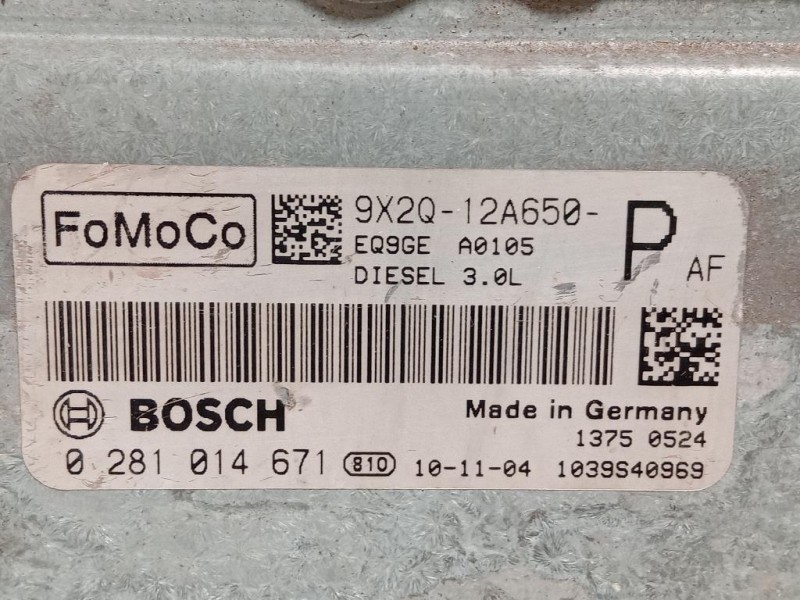 FoMoCo
9X2Q-12A650-
P
AF
EQ9GE A0105
DIESEL 3.0L
BOSCH
Made in Germany
1375 0524
0 281 014 671 810 10-11-04 1039S40969